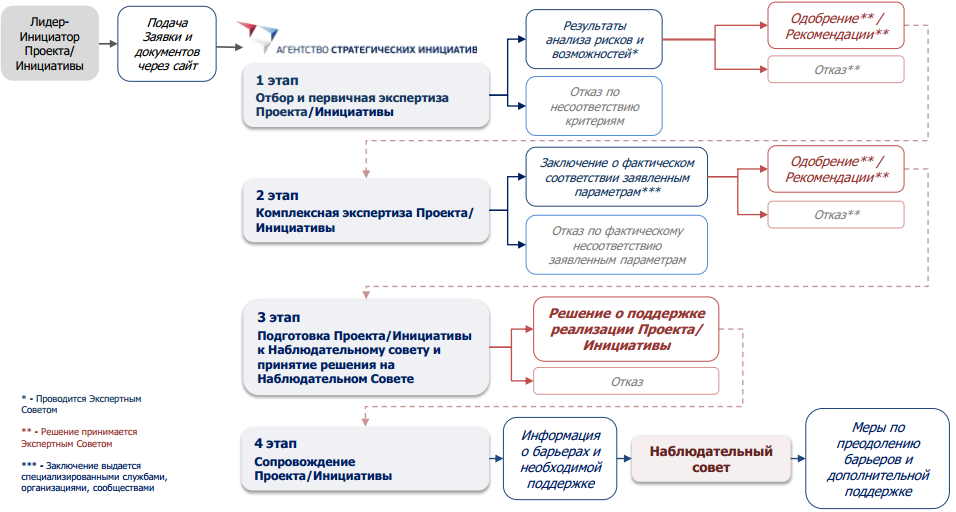 Лидер-
Инициатор
Проекта/
Инициативы
Подача
Заявки и
документов
через сайт
АГЕНТСТВО СТРАТЕГИЧЕСКИХ ИНИЦИАТИВ
1 этап
Отбор и первичная экспертиза
Проекта/Инициативы
Результаты
анализа рисков и
возможностей*
Отказ по
несоответствию
критериям
Одобрение** /
Рекомендации**
Отказ**
2 этап
Комплексная экспертиза Проекта/
Инициативы
Заключение о фактическом
соответствии заявленным
параметрам***
Отказ по фактическому
несоответствию
заявленным параметрам
Одобрение** /
Рекомендации**
Отказ**
3 этап
Подготовка Проекта/Инициативы
к Наблюдательному совету и
принятие решения на
Наблюдательном Совете
Решение о поддержке
реализации Проекта/
Инициативы
Отказ
4 этап
Сопровождение
Проекта/Инициативы
Информация
о барьерах и
необходимой
поддержке
Наблюдательный
совет
Меры по
преодолению
барьеров и
дополнительной
поддержке
* - Проводится Экспертным
Советом
** - Решение принимается
Экспертным Советом
*** - Заключение выдается
специализированными службами,
организациями, сообществами